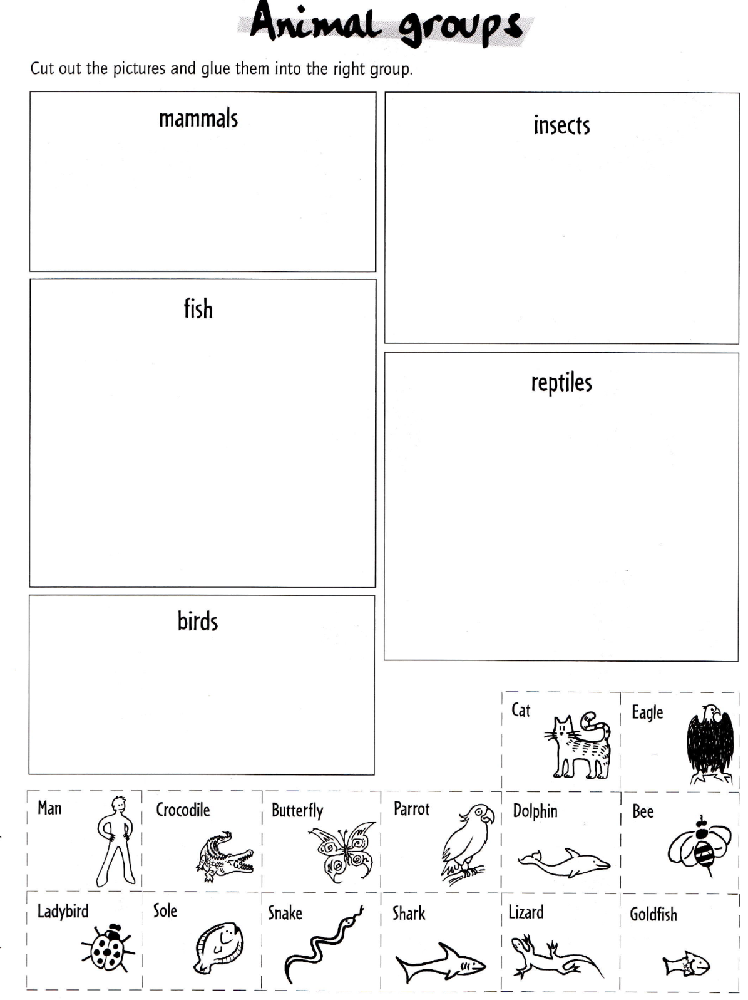 Animal groups
Cut out the pictures and glue them into the right group.
mammals
insects
fish
reptiles
birds
Cat
Eagle
Man
Crocodile
Butterfly
Parrot
Dolphin
Bee
Ladybird
Sole
Snake
Shark
Lizard
Goldfish